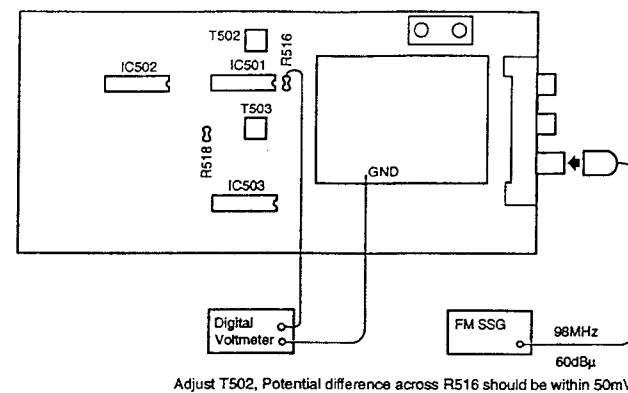 T502
R516
IC502
IC501
T503
R518
GND
IC503
Digital
Voltmeter
FM SSG
98MHz
60dBµ
Adjust T502, Potential difference across R516 should be within 50mV